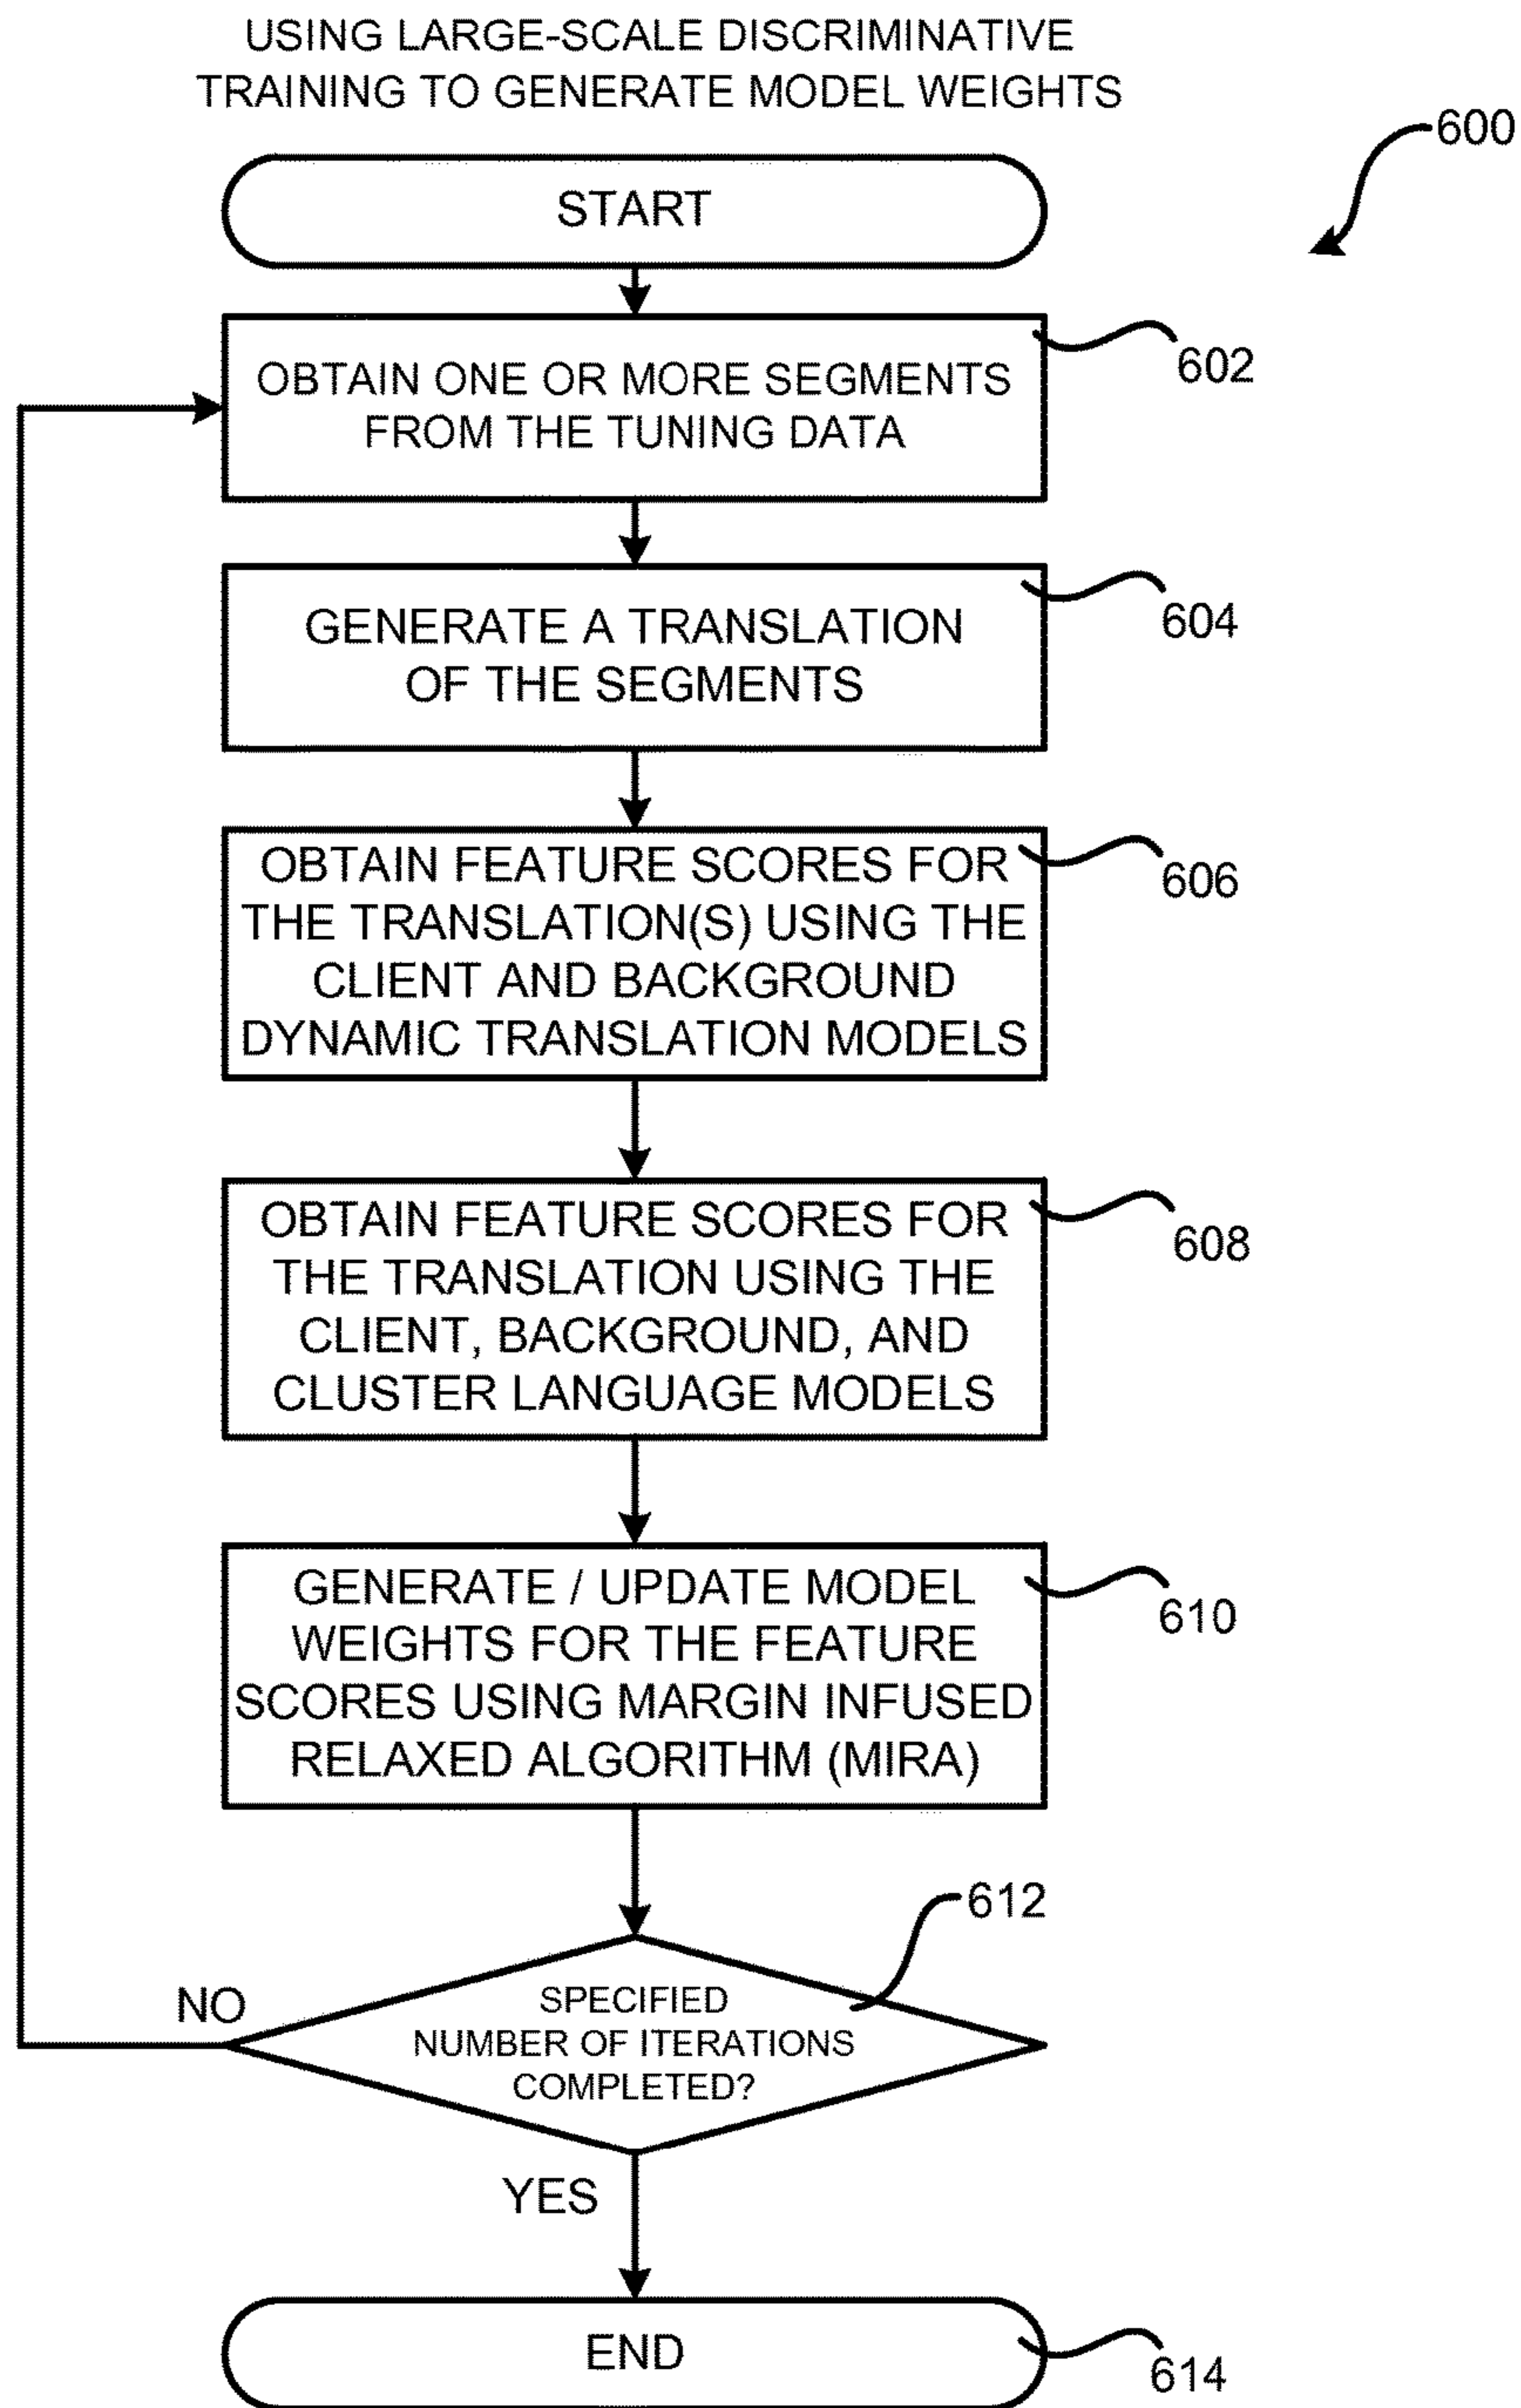 USING LARGE-SCALE DISCRIMINATIVE
TRAINING TO GENERATE MODEL WEIGHTS
600
START
OBTAIN ONE OR MORE SEGMENTS
FROM THE TUNING DATA
602
GENERATE A TRANSLATION
OF THE SEGMENTS
604
OBTAIN FEATURE SCORES FOR
THE TRANSLATION(S) USING THE
CLIENT AND BACKGROUND
DYNAMIC TRANSLATION MODELS
606
OBTAIN FEATURE SCORES FOR
THE TRANSLATION USING THE
CLIENT, BACKGROUND, AND
CLUSTER LANGUAGE MODELS
608
GENERATE / UPDATE MODEL
WEIGHTS FOR THE FEATURE
SCORES USING MARGIN INFUSED
RELAXED ALGORITHM (MIRA)
610
612
SPECIFIED
NUMBER OF ITERATIONS
COMPLETED?
NO
YES
END
614